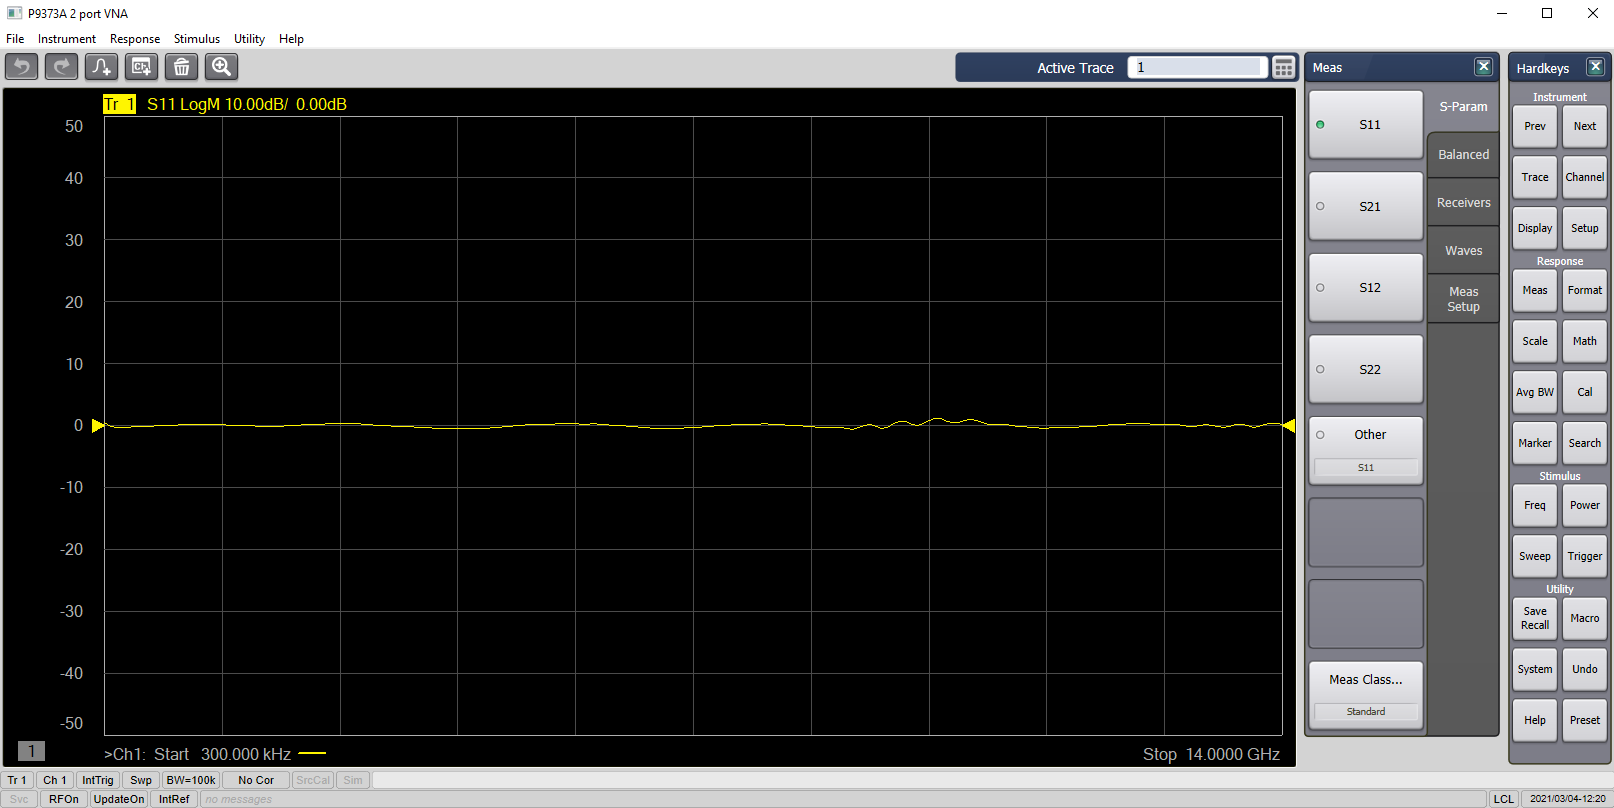 P9373A 2 port VNA
File Instrument Response Stimulus Utility Help
Active Trace 1
Tr 1 S11 LogM 10.00dB/ 0.00dB
50
40
30
20
10
0
-10
-20
-30
-40
-50
1
>Ch1: Start 300.000 kHz
Stop 14.0000 GHz
Meas
S11
S21
S12
S22
Other
S11
Meas Class...
Standard
S-Param
Balanced
Receivers
Waves
Meas
Setup
Hardkeys
Instrument
Prev Next
Trace Channel
Display Setup
Response
Meas Format
Scale Math
Avg BW Cal
Marker Search
Stimulus
Freq Power
Sweep Trigger
Utility
Save
Recall
Macro
System Undo
Help Preset
Tr 1 Ch 1 IntTrig Swp BW=100k No Cor SrcCal Sim
Svc RFOn UpdateOn IntRef no messages LCL 2021/03/04-12:20